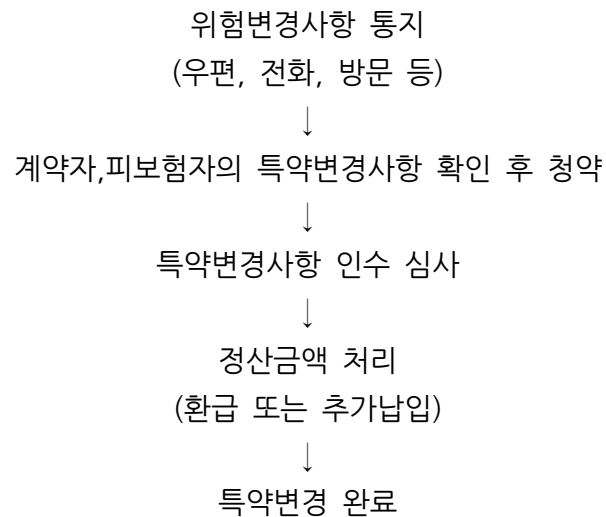 위험변경사항 통지
(우편, 전화, 방문 등)
↓
계약자,피보험자의 특약변경사항 확인 후 청약
↓
특약변경사항 인수 심사
↓
정산금액 처리
(환급 또는 추가납입)
↓
특약변경 완료